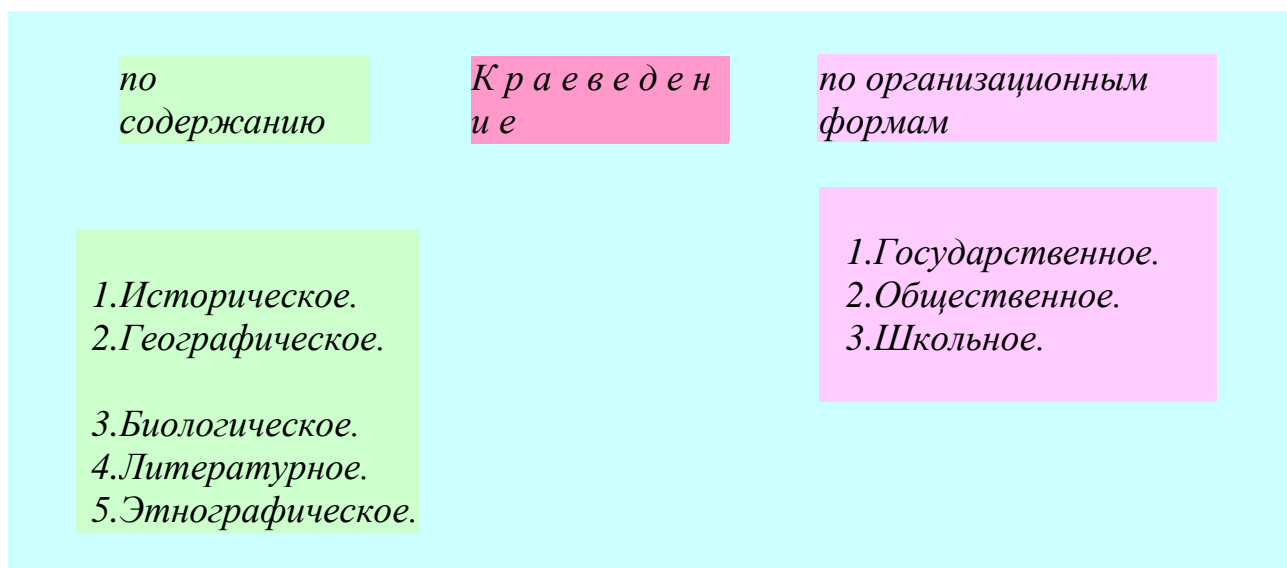 по
содержанию
К р а е в е д е н
и е
по организационным
формам
1.Историческое.
2.Географическое.
3.Биологическое.
4.Литературное.
5.Этнографическое.
1.Государственное.
2.Общественное.
3.Школьное.